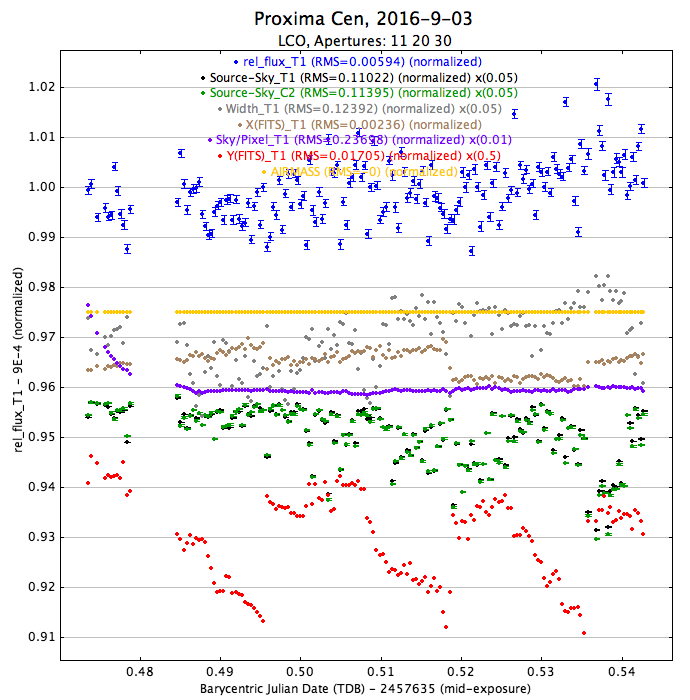 Proxima Cen, 2016-9-03
LCO, Apertures: 11 20 30
rel_flux_T1 (RMS=0.00594) (normalized)
Source-Sky_T1 (RMS=0.11022) (normalized) x(0.05)
Source-Sky_C2 (RMS=0.11395) (normalized) x(0.05)
Width_T1 (RMS=0.12392) (normalized) x(0.05)
X(FITS)_T1 (RMS=0.00236) (normalized)
Sky/Pixel_T1 (RMS=0.23698) (normalized) x(0.01)
Y(FITS)_T1 (RMS=0.01705) (normalized) x(0.5)
AIRMASS (RMS=0) (normalized)
1.02
1.01
1.00
0.99
0.98
0.97
0.96
0.95
0.94
0.93
0.92
0.91
rel_flux_T1 - 9E-4 (normalized)
0.48 0.49 0.50 0.51 0.52 0.53 0.54
Barycentric Julian Date (TDB) - 2457635 (mid-exposure)